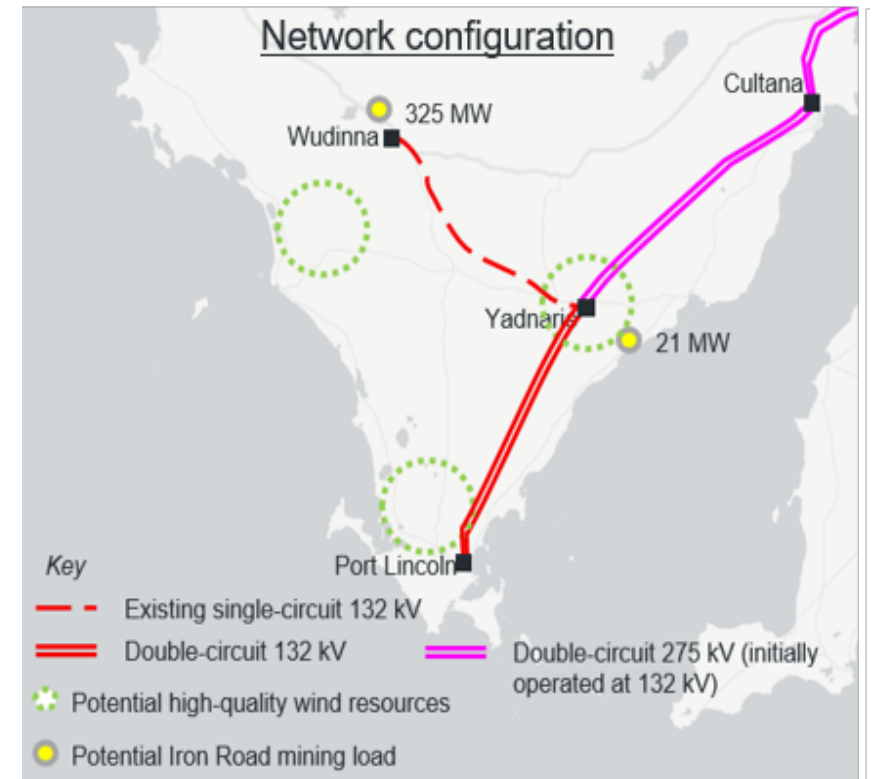 Network configuration
Cultana
325 MW
Wudinna
Yadnarie
21 MW
Port Lincoln
Key
Existing single-circuit 132 kV
Double-circuit 132 kV
Double-circuit 275 kV (initially
operated at 132 kV)
Potential high-quality wind resources
Potential Iron Road mining load